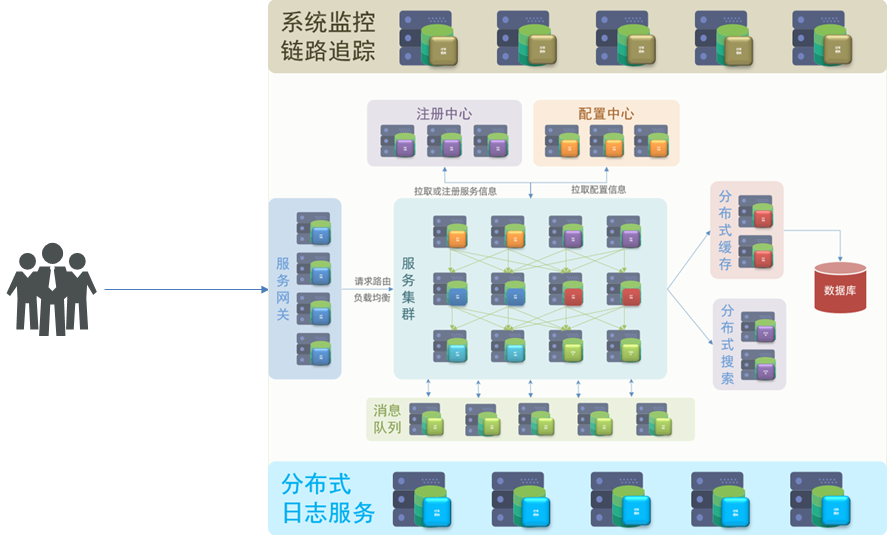 系统监控
链路追踪
注册中心
配置中心
拉取或注册服务信息
拉取配置信息
服务网关
请求路由
负载均衡
服务集群
分布式缓存
数据库
分布式搜索
消息
队列
分布式
日志服务